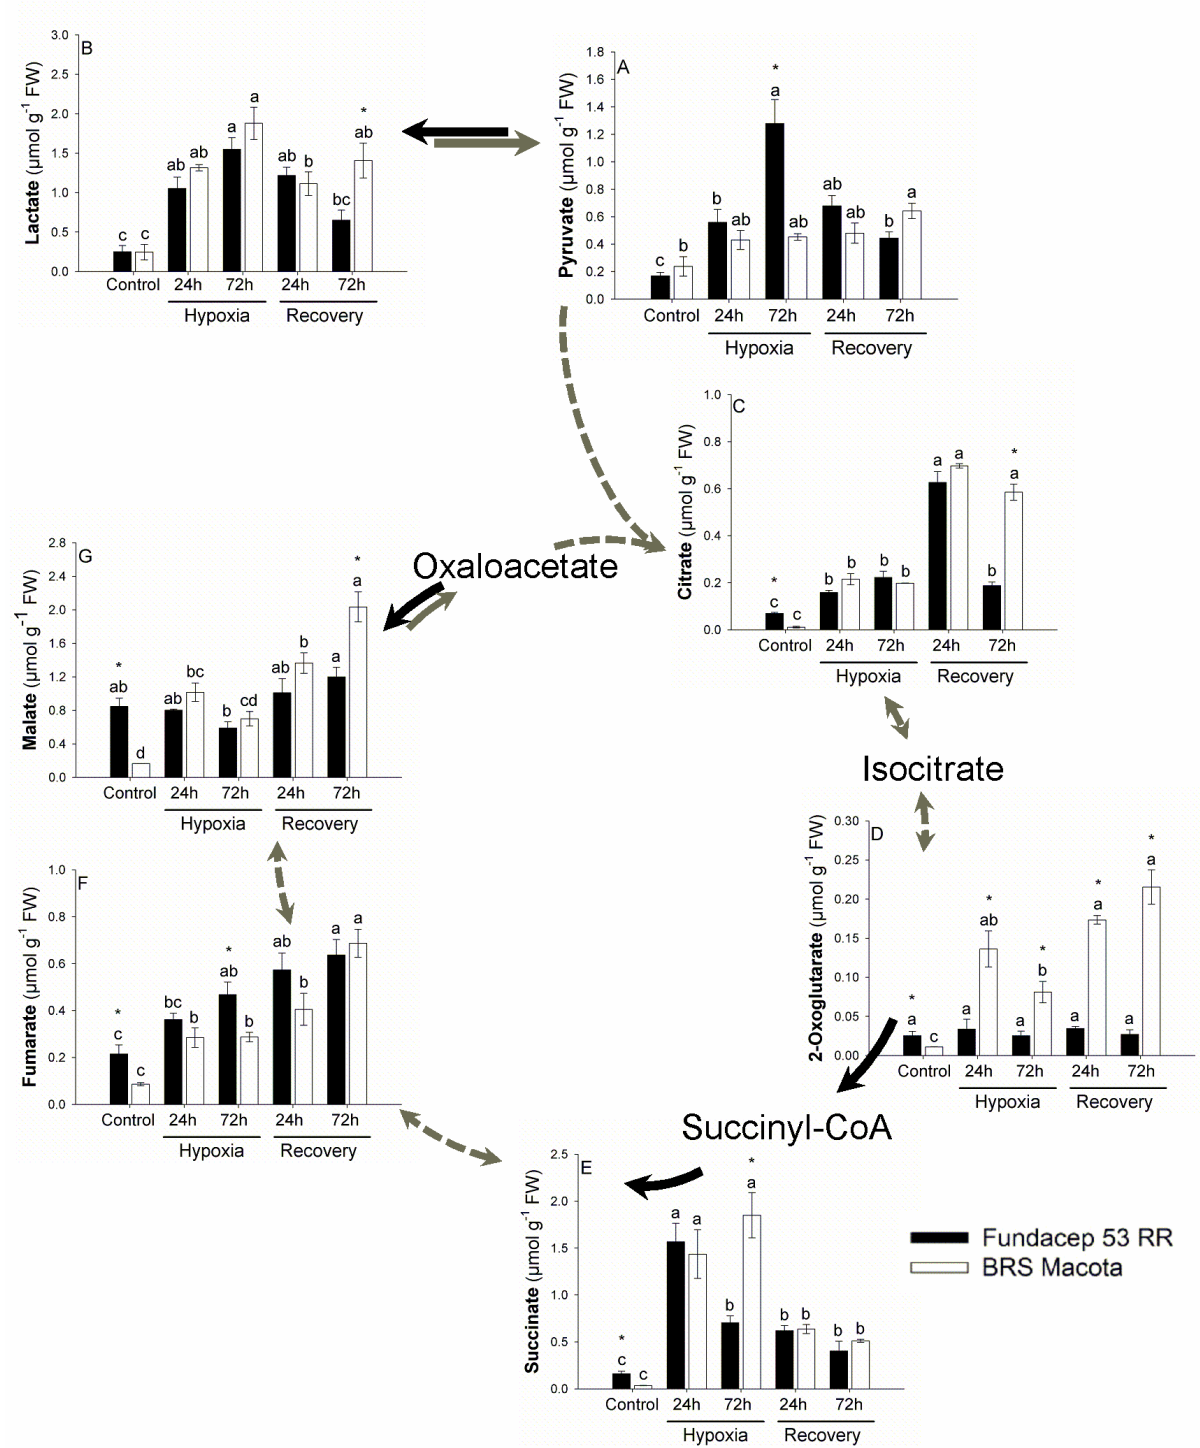 B
Lactate (µmol g⁻¹ FW)
3.0
2.5
2.0
1.5
1.0
0.5
0.0
c c ab ab a a ab b bc ab *
Control 24h 72h 24h 72h
Hypoxia Recovery
A
Pyruvate (µmol g⁻¹ FW)
1.8
1.6
1.4
1.2
1.0
0.8
0.6
0.4
0.2
0.0
c b b ab a * ab ab ab b a
Control 24h 72h 24h 72h
Hypoxia Recovery
C
Citrate (µmol g⁻¹ FW)
1.0
0.8
0.6
0.4
0.2
0.0
* c c b b b b a a b a *
Control 24h 72h 24h 72h
Hypoxia Recovery
Oxaloacetate
G
Malate (µmol g⁻¹ FW)
2.8
2.4
2.0
1.6
1.2
0.8
0.4
0.0
* ab d ab bc b cd ab b a a *
Control 24h 72h 24h 72h
Hypoxia Recovery
Isocitrate
D
2-Oxoglutarate (µmol g⁻¹ FW)
0.30
0.25
0.20
0.15
0.10
0.05
0.00
* a c a ab * a b * a a * a a *
Control 24h 72h 24h 72h
Hypoxia Recovery
F
Fumarate (µmol g⁻¹ FW)
1.0
0.8
0.6
0.4
0.2
0.0
* c c bc b * ab b ab b a a
Control 24h 72h 24h 72h
Hypoxia Recovery
Succinyl-CoA
E
Succinate (µmol g⁻¹ FW)
2.5
2.0
1.5
1.0
0.5
0.0
* c c a a b a * b b b b
Control 24h 72h 24h 72h
Hypoxia Recovery
Fundacep 53 RR
BRS Macota